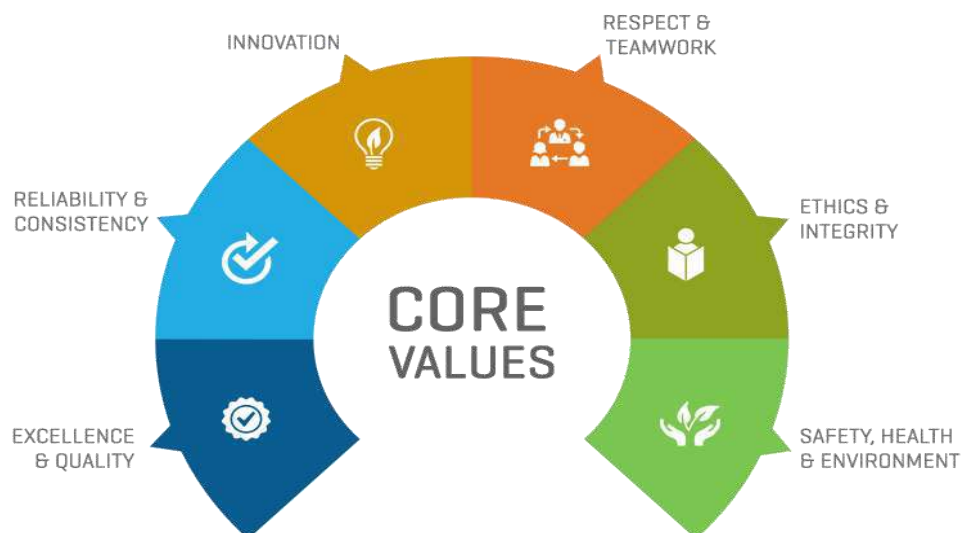 INNOVATION
RESPECT &
TEAMWORK
RELIABILITY &
CONSISTENCY
ETHICS &
INTEGRITY
CORE
VALUES
EXCELLENCE
& QUALITY
SAFETY, HEALTH
& ENVIRONMENT